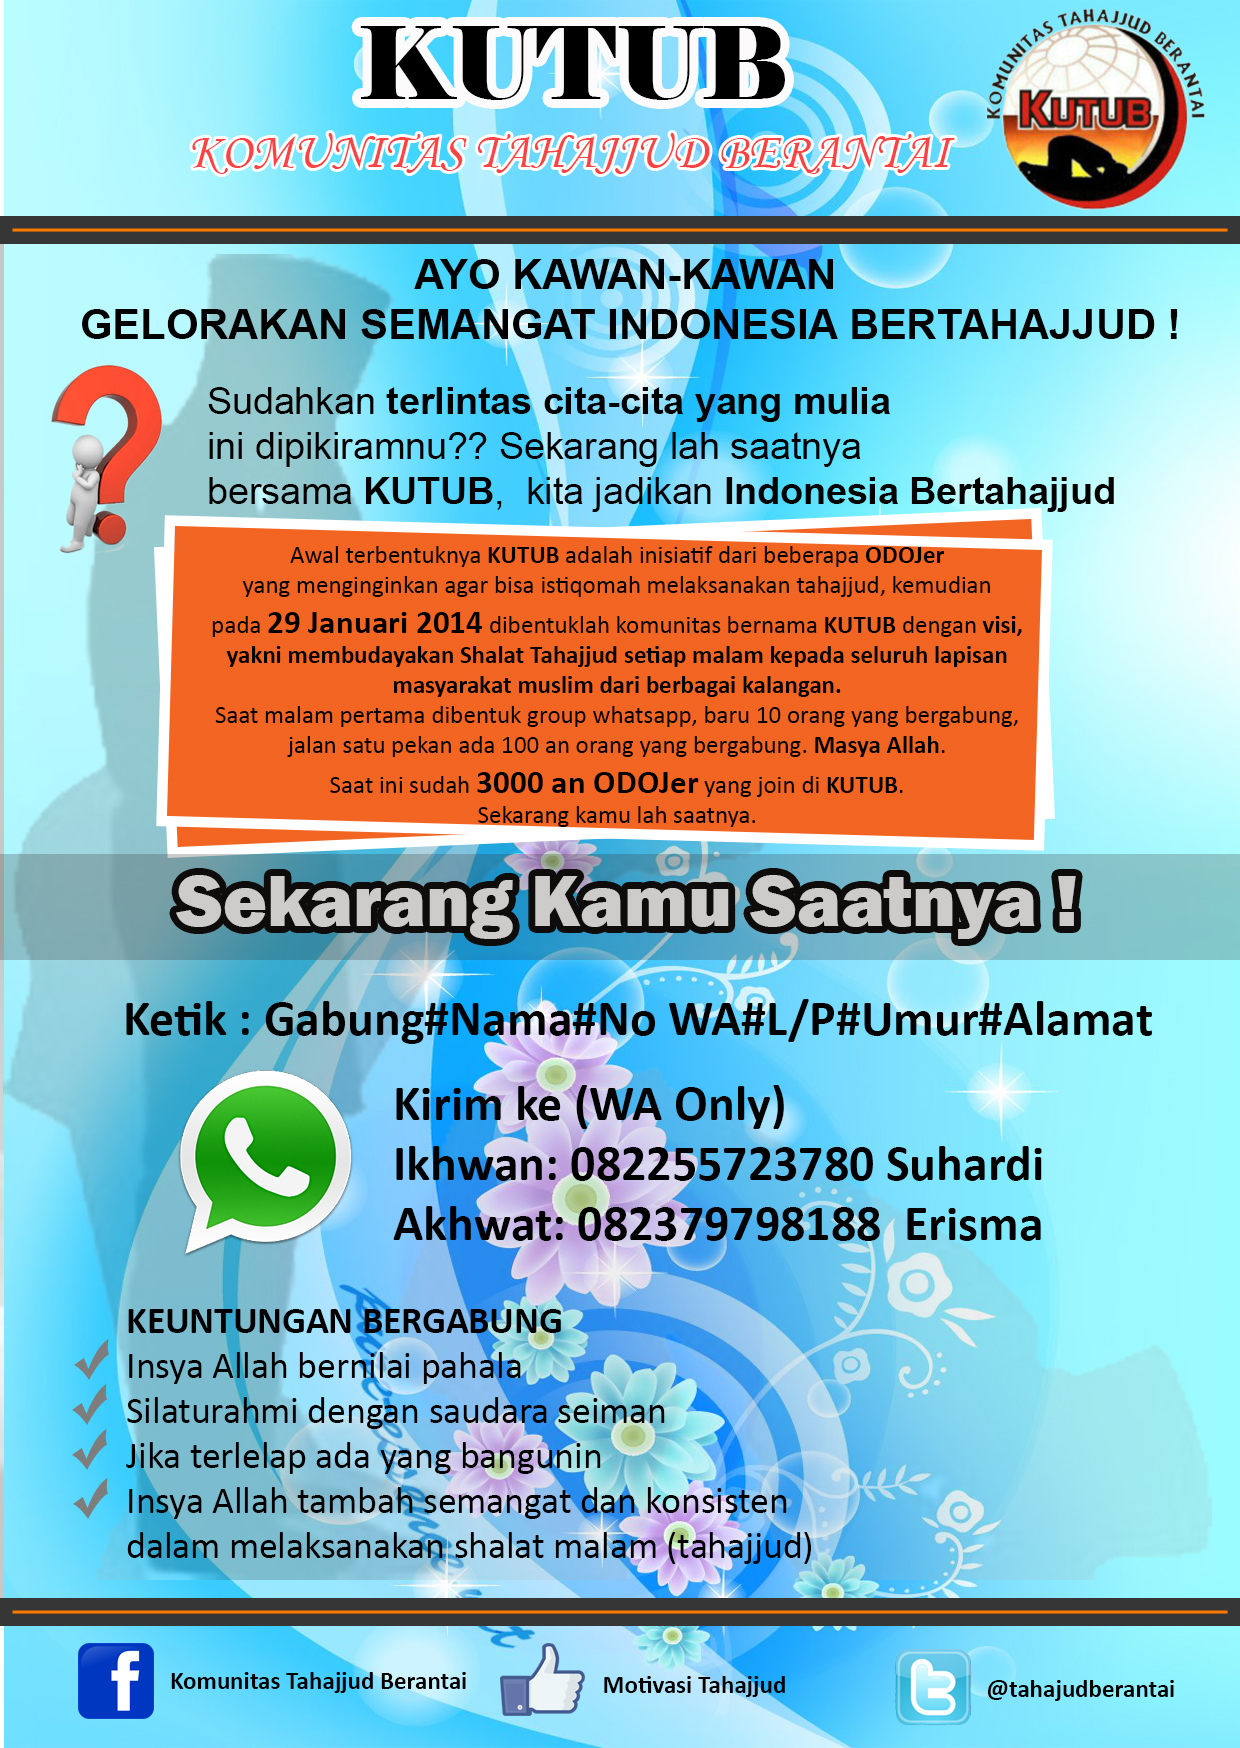 KUTUB
KOMUNITAS TAHAJJUD BERANTAI
KOMUNITAS TAHAJJUD BERANTAI
KUTUB
AYO KAWAN-KAWAN
GELORAKAN SEMANGAT INDONESIA BERTAHAJJUD !
Sudahkan terlintas cita-cita yang mulia
ini dipikiramnu?? Sekarang lah saatnya
bersama KUTUB, kita jadikan Indonesia Bertahajjud
Awal terbentuknya KUTUB adalah inisiatif dari beberapa ODOJer
yang menginginkan agar bisa istiqomah melaksanakan tahajjud, kemudian
pada 29 Januari 2014 dibentuklah komunitas bernama KUTUB dengan visi,
yakni membudayakan Shalat Tahajjud setiap malam kepada seluruh lapisan
masyarakat muslim dari berbagai kalangan.
Saat malam pertama dibentuk group whatsapp, baru 10 orang yang bergabung,
jalan satu pekan ada 100 an orang yang bergabung. Masya Allah.
Saat ini sudah 3000 an ODOJer yang join di KUTUB.
Sekarang kamu lah saatnya.
Sekarang Kamu Saatnya !
Ketik : Gabung#Nama#No WA#L/P#Umur#Alamat
Kirim ke (WA Only)
Ikhwan: 082255723780 Suhardi
Akhwat: 082379798188 Erisma
KEUNTUNGAN BERGABUNG
Insya Allah bernilai pahala
Silaturahmi dengan saudara seiman
Jika terlelap ada yang bangunin
Insya Allah tambah semangat dan konsisten
dalam melaksanakan shalat malam (tahajjud)
Komunitas Tahajjud Berantai
Motivasi Tahajjud
@tahajudberantai